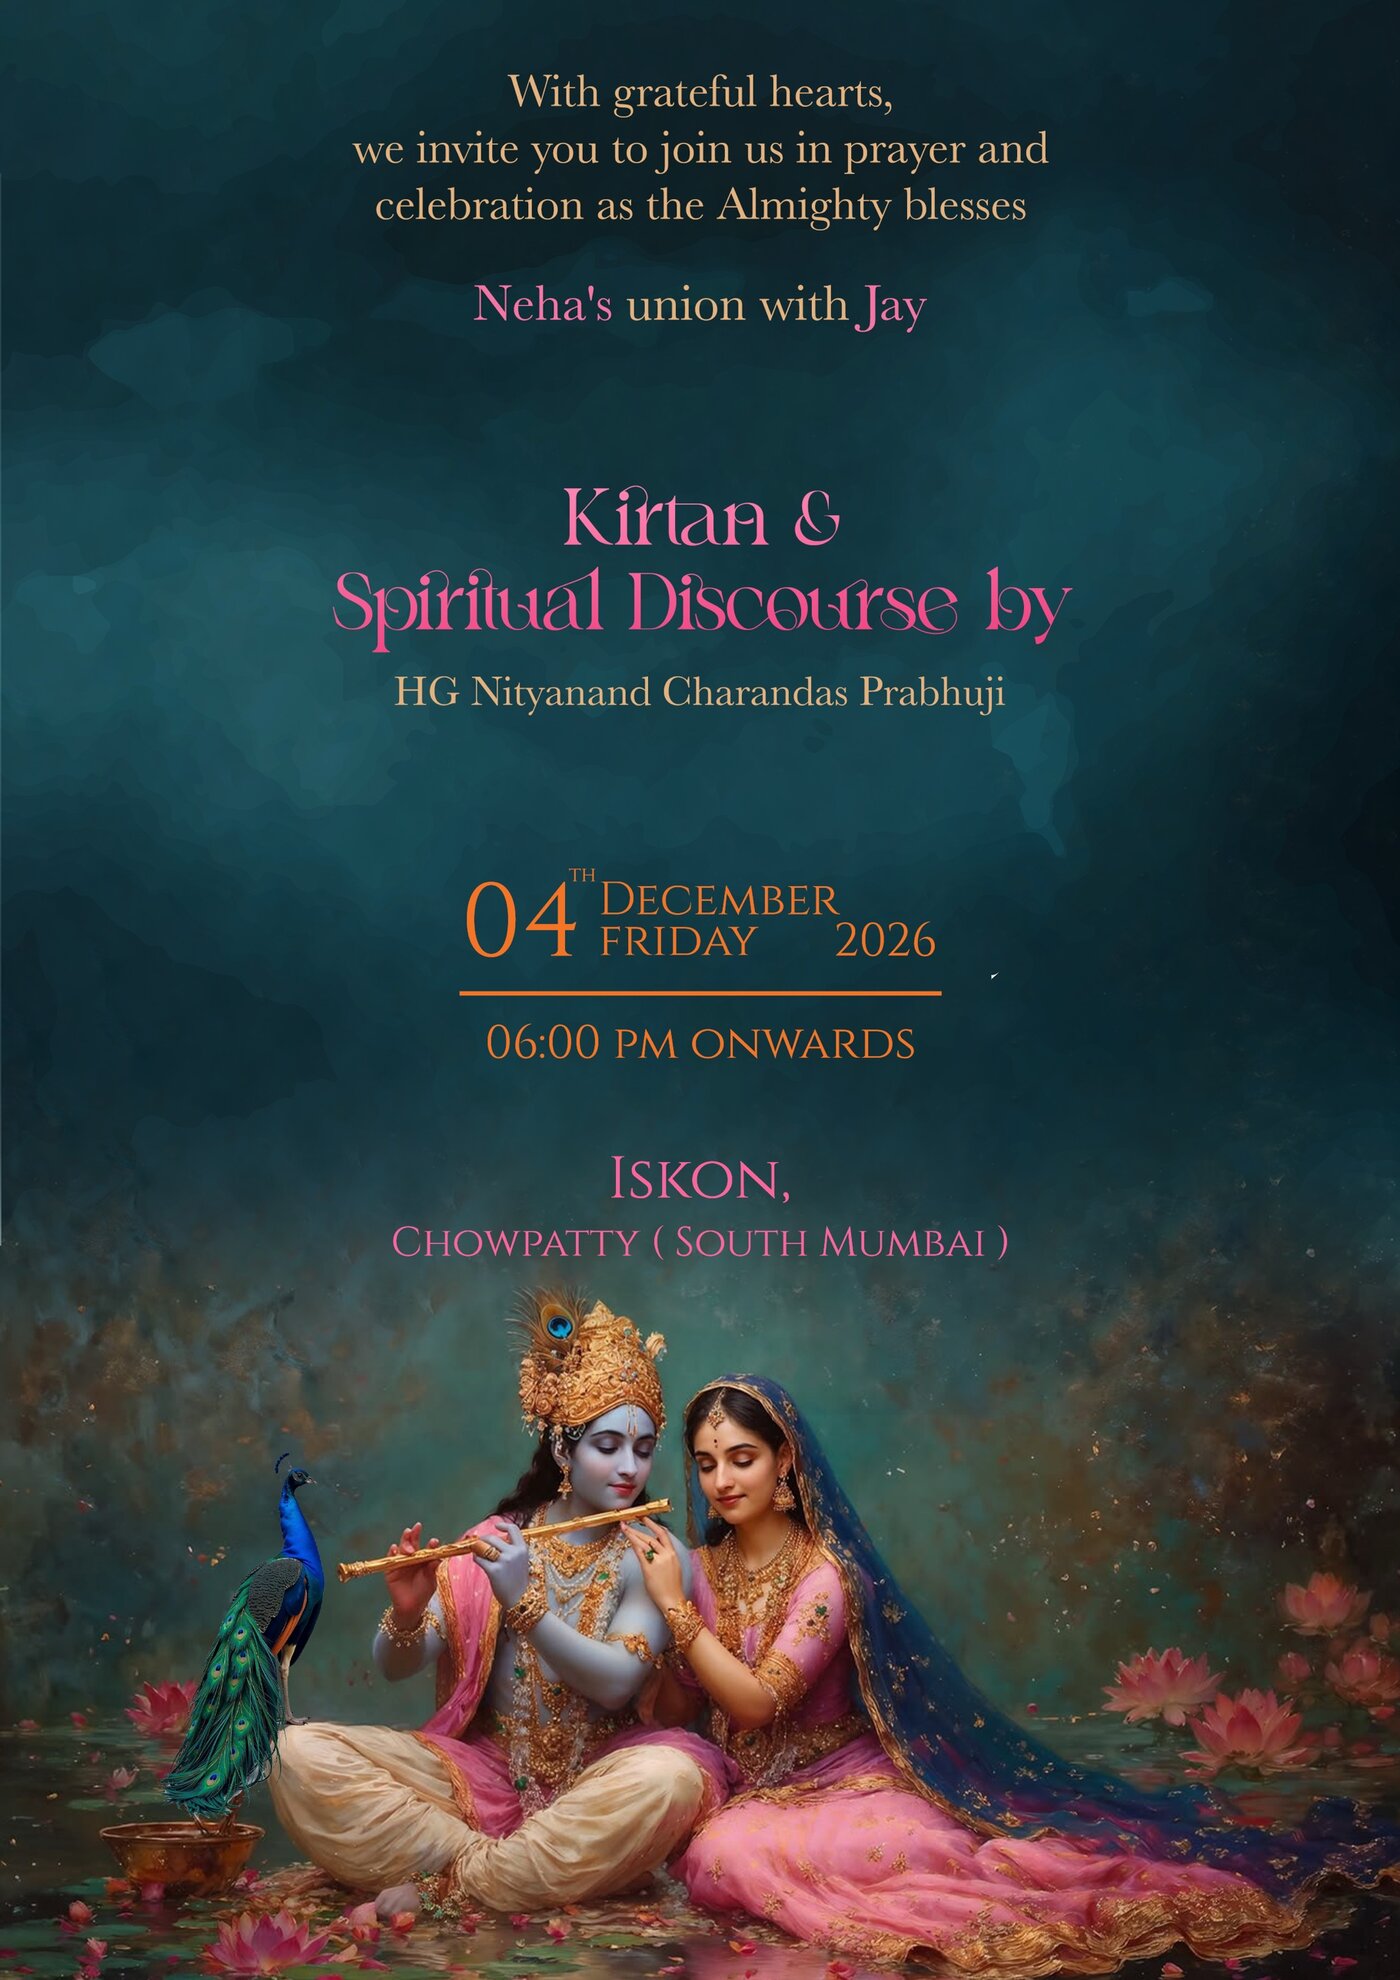 With grateful hearts,
we invite you to join us in prayer and
celebration as the Almighty blesses
Neha's union with Jay
Kirtan &
Spiritual Discourse by
HG Nityanand Charandas Prabhuji
04TH DECEMBER
FRIDAY 2026
06:00 PM ONWARDS
ISKON,
CHOWPATTY ( SOUTH MUMBAI )